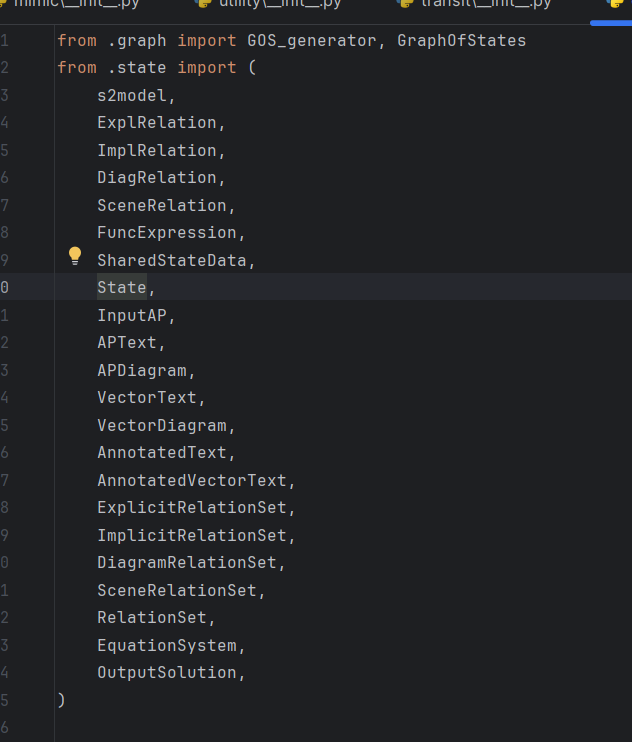 mimic\__init__.py utility\__init__.py transit\__init__.py
1 from .graph import GOS_generator, GraphOfStates
2 from .state import (
3 s2model,
4 ExplRelation,
5 ImplRelation,
6 DiagRelation,
7 SceneRelation,
8 FuncExpression,
9 SharedStateData,
0 State,
1 InputAP,
2 APText,
3 APDiagram,
4 VectorText,
5 VectorDiagram,
6 AnnotatedText,
7 AnnotatedVectorText,
8 ExplicitRelationSet,
9 ImplicitRelationSet,
0 DiagramRelationSet,
1 SceneRelationSet,
2 RelationSet,
3 EquationSystem,
4 OutputSolution,
5 )
6